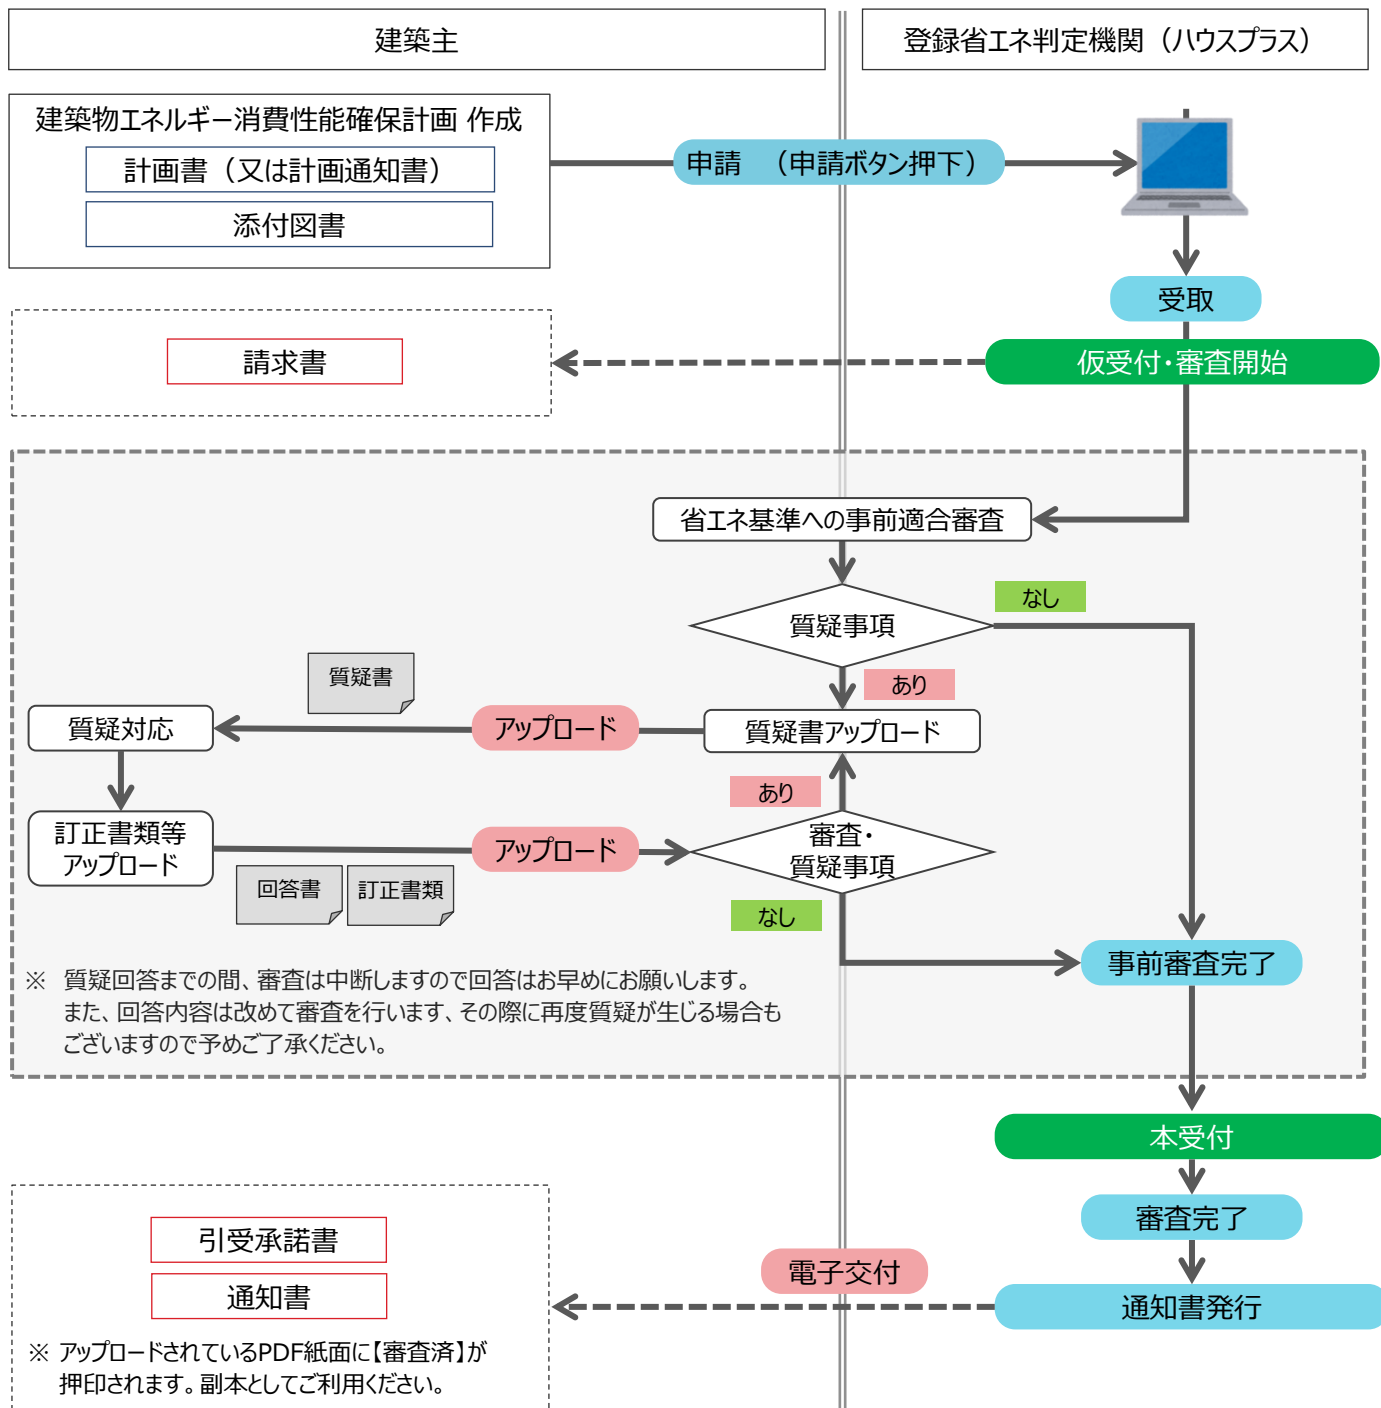 建築主
登録省エネ判定機関（ハウスプラス）
建築物エネルギー消費性能確保計画 作成
計画書（又は計画通知書）
添付図書
申請　（申請ボタン押下）
受取
請求書
仮受付・審査開始
省エネ基準への事前適合審査
質疑事項
なし
あり
質疑書
質疑対応
アップロード
質疑書アップロード
あり
訂正書類等
アップロード
アップロード
審査・
質疑事項
回答書
訂正書類
なし
事前審査完了
※　質疑回答までの間、審査は中断しますので回答はお早めにお願いします。
また、回答内容は改めて審査を行います、その際に再度質疑が生じる場合も
ございますので予めご了承ください。
本受付
審査完了
引受承諾書
電子交付
通知書
通知書発行
※ アップロードされているPDF紙面に【審査済】が
押印されます。副本としてご利用ください。